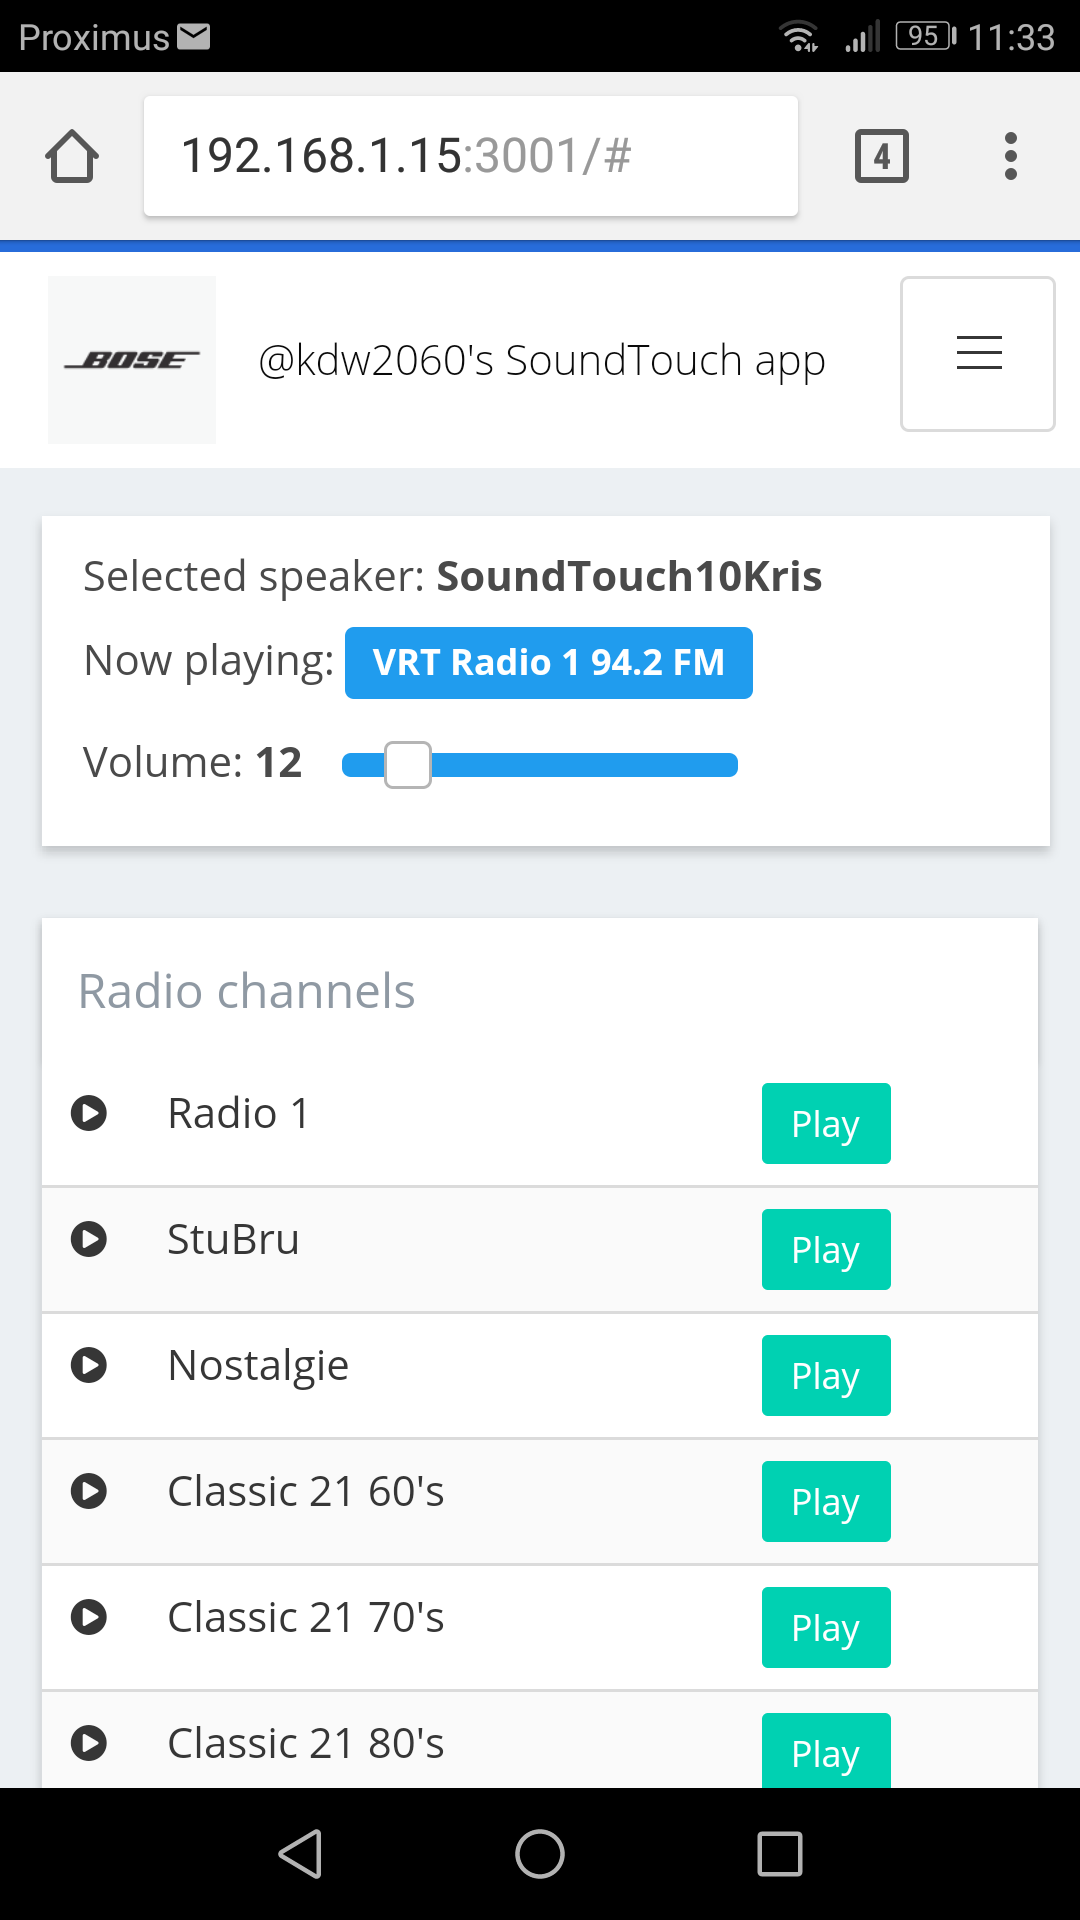 Proximus 95 11:33
192.168.1.15:3001/# 4
BOSE @kdw2060's SoundTouch app
Selected speaker: SoundTouch10Kris
Now playing: VRT Radio 1 94.2 FM
Volume: 12
Radio channels
Radio 1 Play
StuBru Play
Nostalgie Play
Classic 21 60's Play
Classic 21 70's Play
Classic 21 80's Play